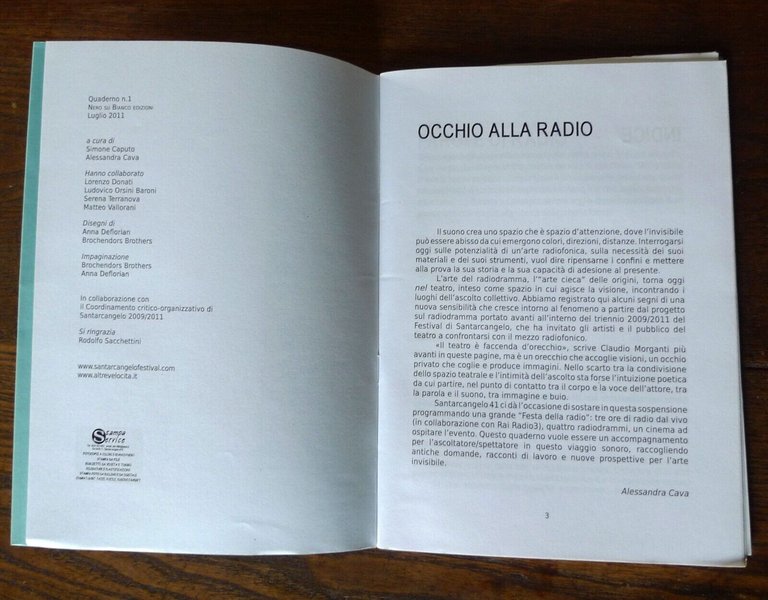 Quaderno n.1
Nero su Bianco edizioni
Luglio 2011
a cura di
Simone Caputo
Alessandra Cava
Hanno collaborato
Lorenzo Donati
Ludovico Orsini Baroni
Serena Terranova
Matteo Vallorani
Disegni di
Anna Deflorian
Brochendors Brothers
Impaginazione
Brochendors Brothers
Anna Deflorian
In collaborazione con
il Coordinamento critico-organizzativo di
Santarcangelo 2009/2011
Si ringrazia
Rodolfo Sacchettini
www.santarcangelofestival.com
www.altrevelocita.it
Stampa
Service
OCCHIO ALLA RADIO
Il suono crea uno spazio che è spazio d'attenzione, dove l'invisibile
può essere abisso da cui emergono colori, direzioni, distanze. Interrogarsi
oggi sulle potenzialità di un'arte radiofonica, sulla necessità dei suoi
materiali e dei suoi strumenti, vuol dire ripensarne i confini e mettere
alla prova la sua storia e la sua capacità di adesione al presente.
L'arte del radiodramma, l'"arte cieca" delle origini, torna oggi
nel teatro, inteso come spazio in cui agisce la visione, incontrando i
luoghi dell'ascolto collettivo. Abbiamo registrato qui alcuni segni di una
nuova sensibilità che cresce intorno al fenomeno a partire dal progetto
sul radiodramma portato avanti all'interno del triennio 2009/2011 del
Festival di Santarcangelo, che ha invitato gli artisti e il pubblico del
teatro a confrontarsi con il mezzo radiofonico.
«Il teatro è faccenda d'orecchio», scrive Claudio Morganti più
avanti in queste pagine, ma è un orecchio che accoglie visioni, un occhio
privato che coglie e produce immagini. Nello scarto tra la condivisione
dello spazio teatrale e l'intimità dell'ascolto sta forse l'intuizione poetica
da cui partire, nel punto di contatto tra il corpo e la voce dell'attore, tra
la parola e il suono, tra immagine e buio.
Santarcangelo 41 ci dà l'occasione di sostare in questa sospensione
programmando una grande "Festa della radio": tre ore di radio dal vivo
(in collaborazione con Rai Radio3), quattro radiodrammi, un cinema ad
ospitare l'evento. Questo quaderno vuole essere un accompagnamento
per l'ascoltatore/spettatore in questo viaggio sonoro, raccogliendo
antiche domande, racconti di lavoro e nuove prospettive per l'arte
invisibile.
Alessandra Cava
3